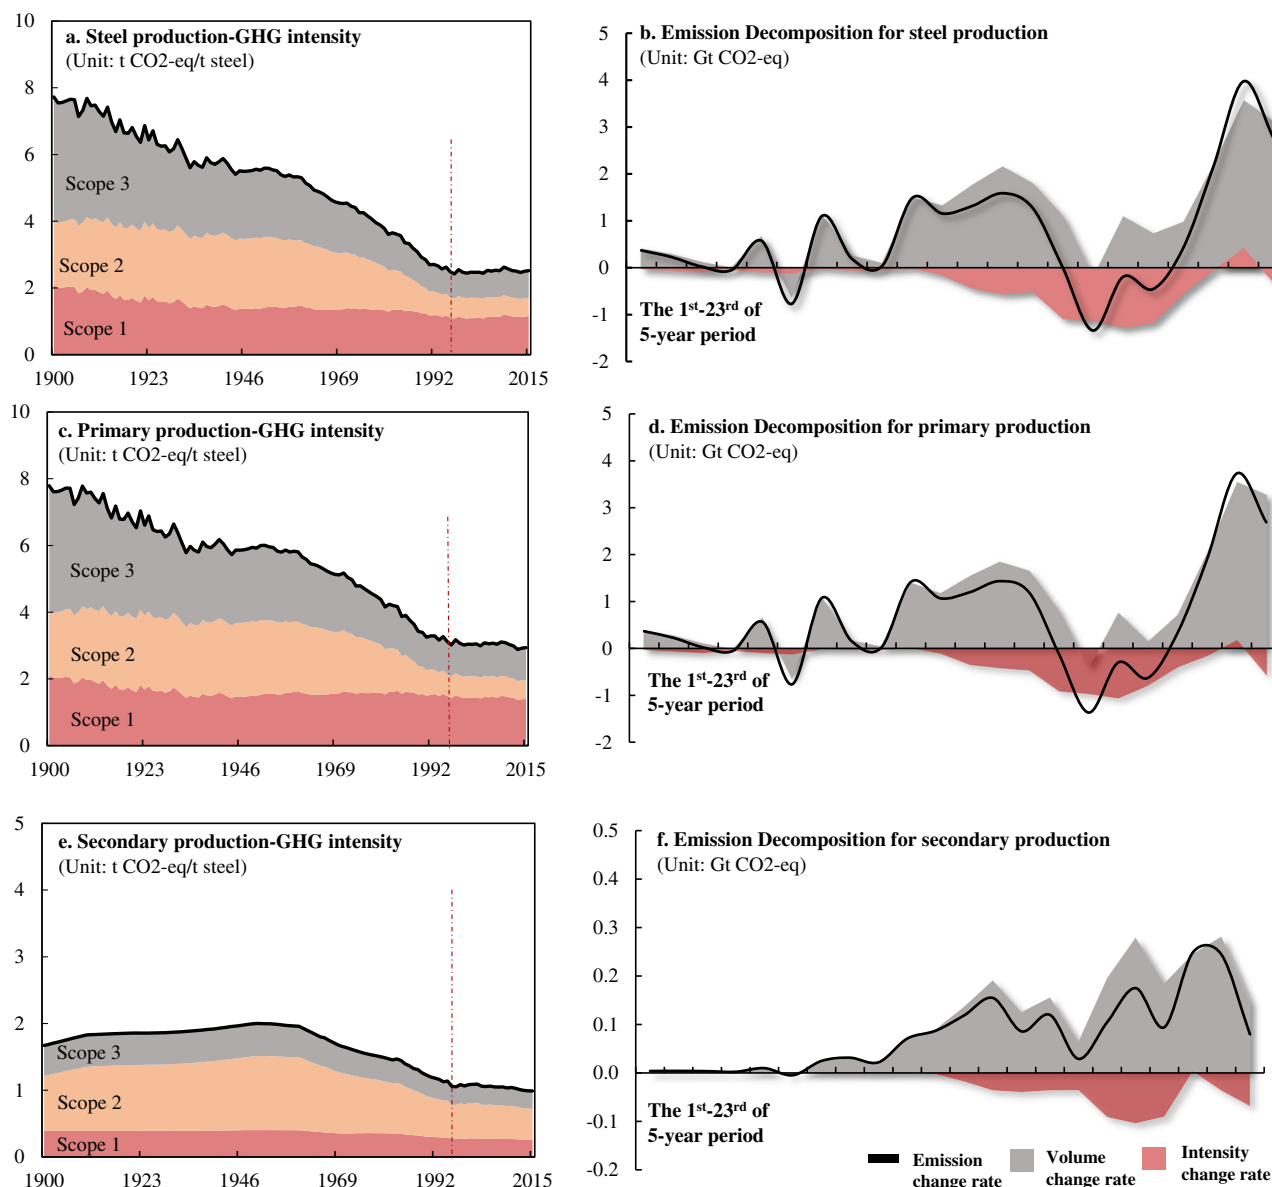 a. Steel production-GHG intensity
(Unit: t CO2-eq/t steel)
10
8
6
4
2
0
Scope 3
Scope 2
Scope 1
1900 1923 1946 1969 1992 2015
b. Emission Decomposition for steel production
(Unit: Gt CO2-eq)
5
4
3
2
1
0
-1
-2
The 1st-23rd of
5-year period
c. Primary production-GHG intensity
(Unit: t CO2-eq/t steel)
10
8
6
4
2
0
Scope 3
Scope 2
Scope 1
1900 1923 1946 1969 1992 2015
d. Emission Decomposition for primary production
(Unit: Gt CO2-eq)
5
4
3
2
1
0
-1
-2
The 1st-23rd of
5-year period
e. Secondary production-GHG intensity
(Unit: t CO2-eq/t steel)
5
4
3
2
1
0
Scope 3
Scope 2
Scope 1
1900 1923 1946 1969 1992 2015
f. Emission Decomposition for secondary production
(Unit: Gt CO2-eq)
0.5
0.4
0.3
0.2
0.1
0.0
-0.1
-0.2
The 1st-23rd of
5-year period
Emission
change rate
Volume
change rate
Intensity
change rate